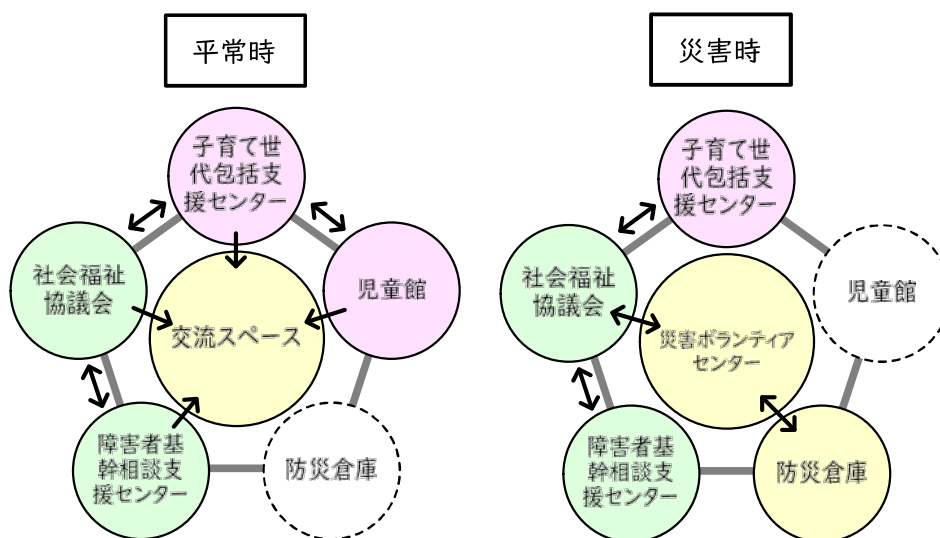 平常時
子育て世
代包括支
援センター
社会福祉
協議会
児童館
交流スペース
障害者基
幹相談支
援センター
防災倉庫
災害時
子育て世
代包括支
援センター
社会福祉
協議会
児童館
災害ボランティア
センター
障害者基
幹相談支
援センター
防災倉庫